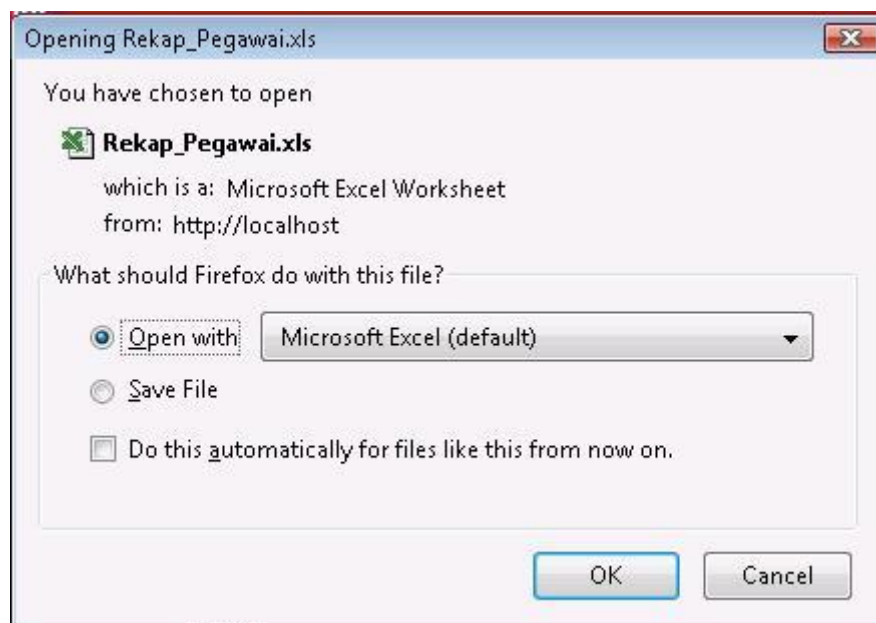 Opening Rekap_Pegawai.xls
You have chosen to open
Rekap_Pegawai.xls
which is a: Microsoft Excel Worksheet
from: http://localhost
What should Firefox do with this file?
Open with Microsoft Excel (default)
Save File
Do this automatically for files like this from now on.
OK Cancel